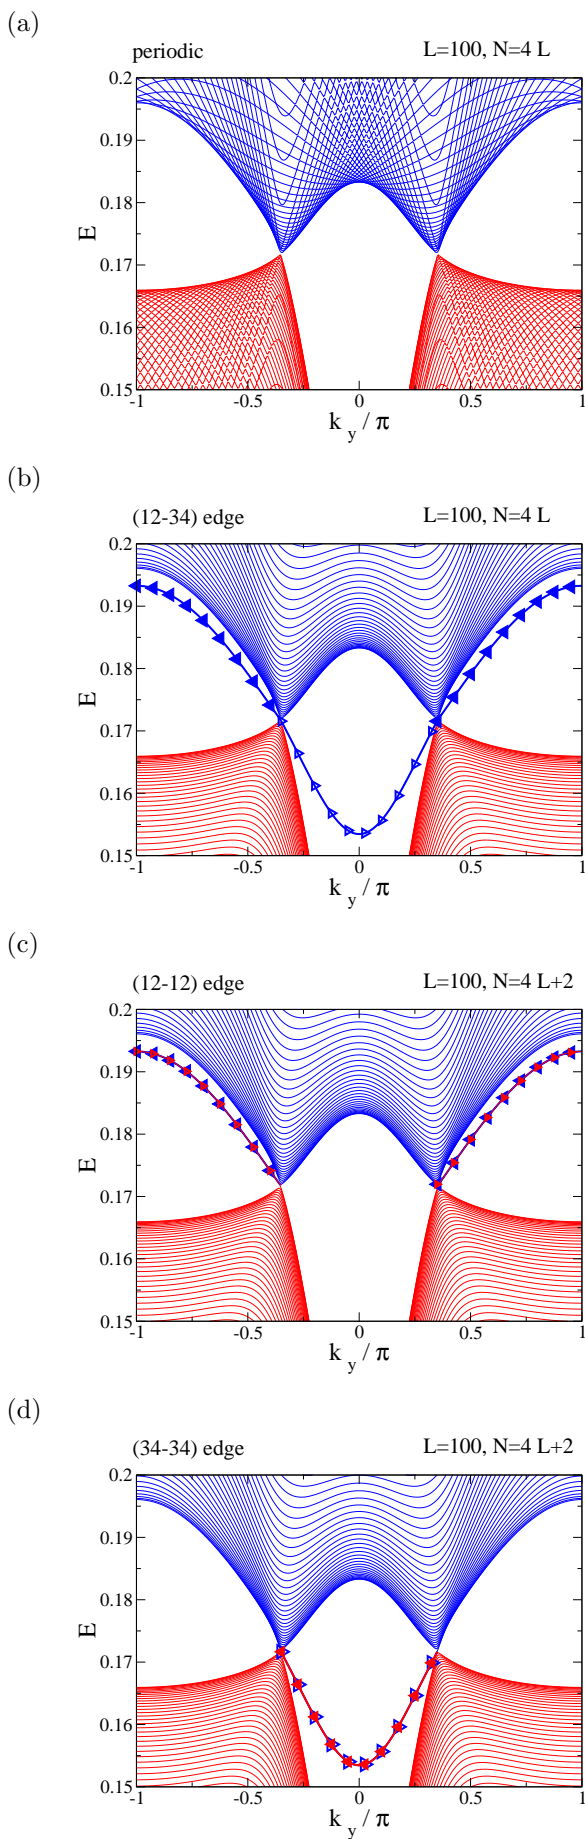 (a)
periodic L=100, N=4 L
0.2
0.19
0.18
E
0.17
0.16
0.15
-1 -0.5 0 0.5 1
k y / π
(b)
(12-34) edge L=100, N=4 L
0.2
0.19
0.18
E
0.17
0.16
0.15
-1 -0.5 0 0.5 1
k y / π
(c)
(12-12) edge L=100, N=4 L+2
0.2
0.19
0.18
E
0.17
0.16
0.15
-1 -0.5 0 0.5 1
k y / π
(d)
(34-34) edge L=100, N=4 L+2
0.2
0.19
0.18
E
0.17
0.16
0.15
-1 -0.5 0 0.5 1
k y / π